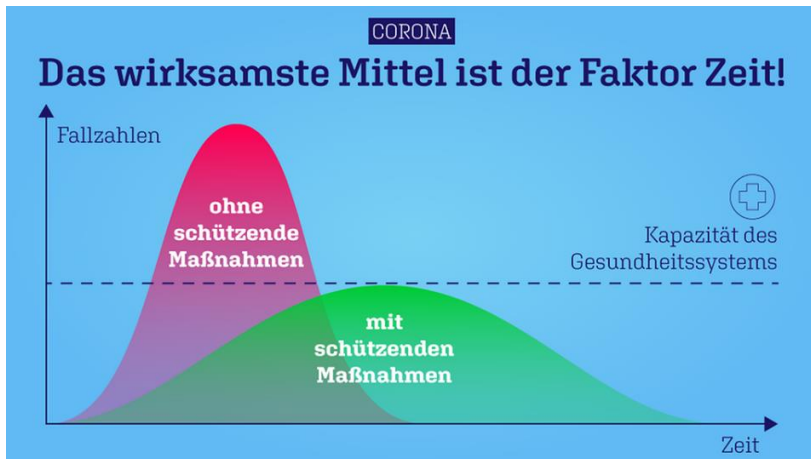 CORONA
Das wirksamste Mittel ist der Faktor Zeit!
Fallzahlen
ohne
schützende
Maßnahmen
Kapazität des
Gesundheitssystems
mit
schützenden
Maßnahmen
Zeit